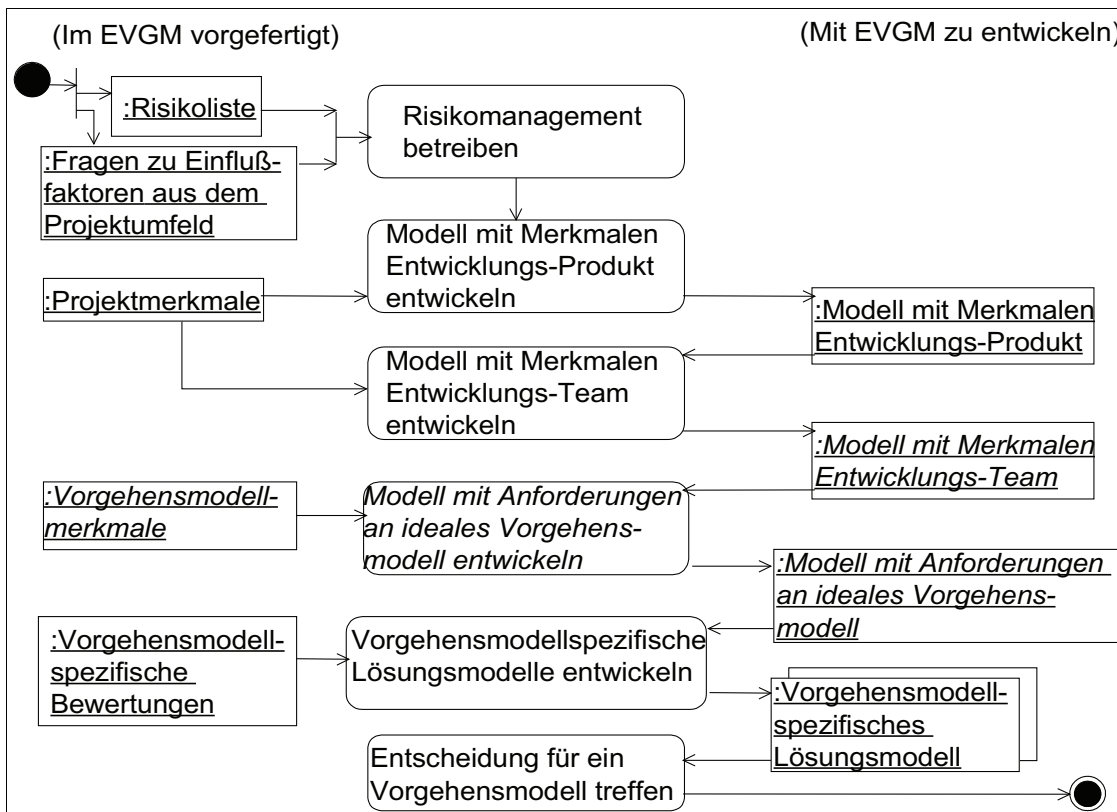 (Im EVGM vorgefertigt)
(Mit EVGM zu entwickeln)
:Risikoliste
Risikomanagement
betreiben
:Fragen zu Einfluß-
faktoren aus dem
Projektumfeld
Modell mit Merkmalen
Entwicklungs-Produkt
entwickeln
:Projektmerkmale
:Modell mit Merkmalen
Entwicklungs-Produkt
Modell mit Merkmalen
Entwicklungs-Team
entwickeln
:Modell mit Merkmalen
Entwicklungs-Team
:Vorgehensmodell-
merkmale
Modell mit Anforderungen
an ideales Vorgehens-
modell entwickeln
:Modell mit Anforderungen
an ideales Vorgehens-
modell
:Vorgehensmodell-
spezifische
Bewertungen
Vorgehensmodellspezifische
Lösungsmodelle entwickeln
:Vorgehensmodell-
spezifisches
Lösungsmodell
Entscheidung für ein
Vorgehensmodell treffen